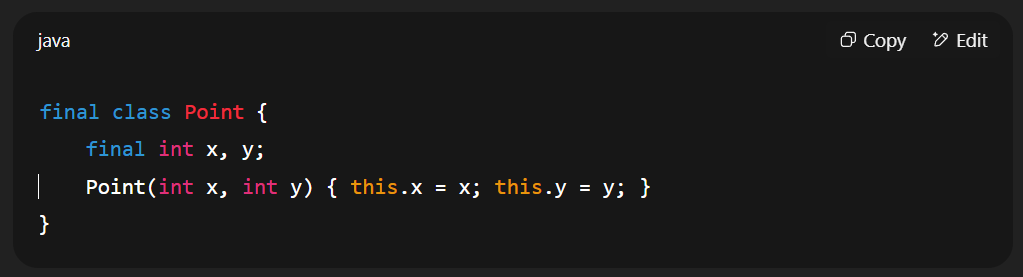 java Copy Edit
final class Point {
    final int x, y;
    Point(int x, int y) { this.x = x; this.y = y; }
}